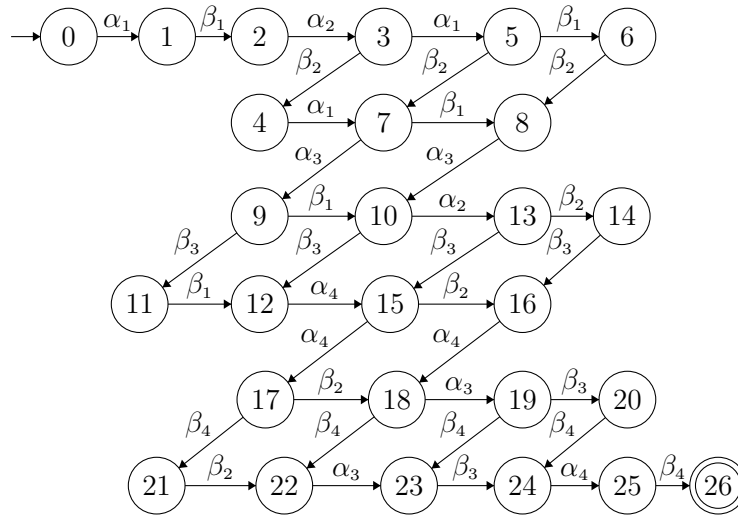 α₁ β₁ α₂ α₁ β₁
0 1 2 3 5 6
β₂ β₂ β₂
α₁ β₁
4 7 8
α₃ α₃
β₁ α₂ β₂
9 10 13 14
β₃ β₃ β₃ β₃
β₁ α₄ β₂
11 12 15 16
α₄ α₄
β₂ α₃ β₃
17 18 19 20
β₄ β₄ β₄ β₄
β₂ α₃ β₃ α₄ β₄
21 22 23 24 25 26